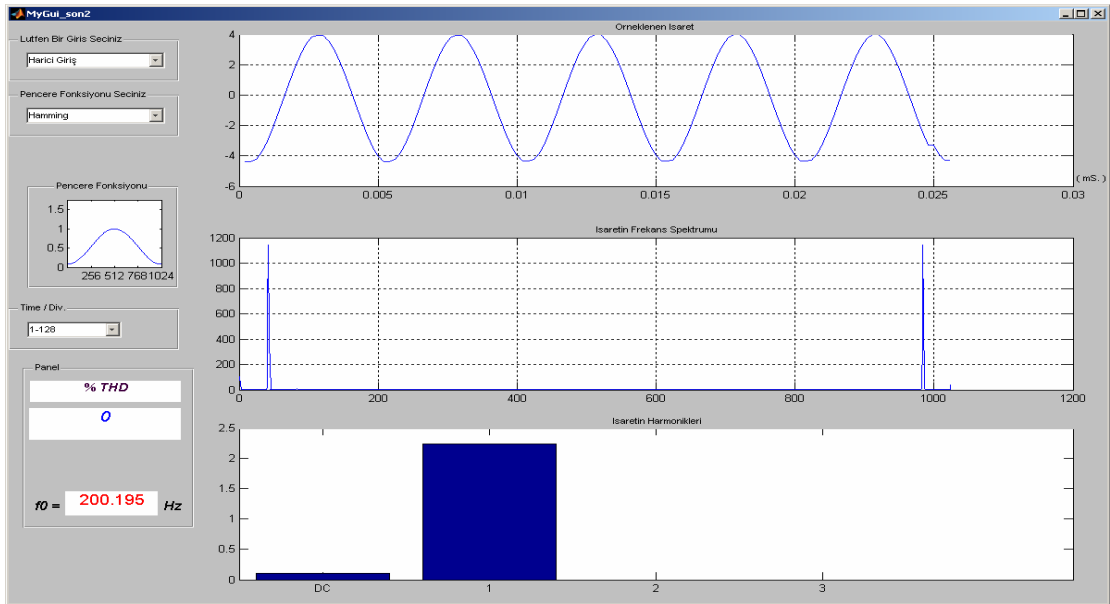 MyGui_son2
Lutfen Bir Giris Seciniz
Harici Giriş
Pencere Fonksiyonu Seciniz
Hamming
Pencere Fonksiyonu
1.5
1
0.5
0
256 512 768 1024
Time / Div.
1-128
Panel
% THD
0
f0 = 200.195 Hz
Orneklenen Isaret
4
2
0
-2
-4
-6
0 0.005 0.01 0.015 0.02 0.025 0.03
( mS. )
Isaretin Frekans Spektrumu
1200
1000
800
600
400
200
0
0 200 400 600 800 1000 1200
Isaretin Harmonikleri
2.5
2
1.5
1
0.5
0
DC 1 2 3